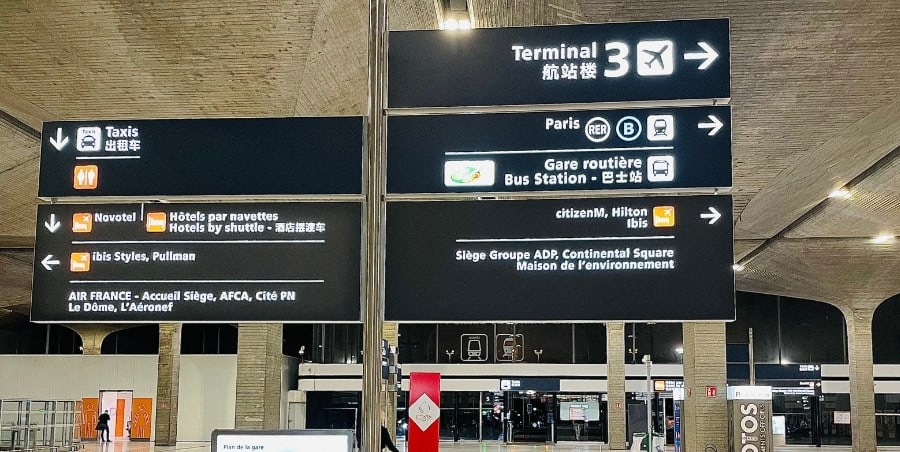 Terminal 3
航站楼
Paris RER B
Gare routière
Bus Station - 巴士站
citizenM, Hilton
Ibis
Siège Groupe ADP, Continental Square
Maison de l'environnement
Taxis
出租车
Novotel
Hôtels par navettes
Hotels by shuttle - 酒店摆渡车
ibis Styles, Pullman
AIR FRANCE - Accueil Siège, AFCA, Cité PN
Le Dôme, L'Aéronef
Plan de la gare